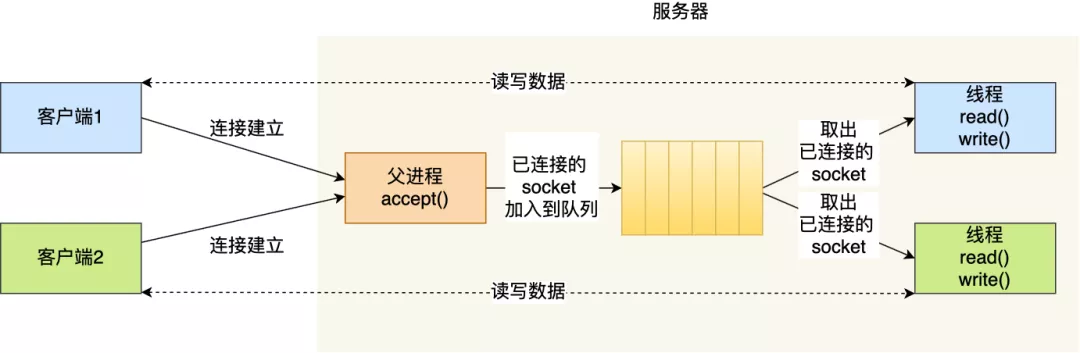 服务器
读写数据
客户端1
连接建立
线程
read()
write()
父进程
accept()
已连接的
socket
加入到队列
取出
已连接的
socket
取出
已连接的
socket
客户端2
连接建立
线程
read()
write()
读写数据